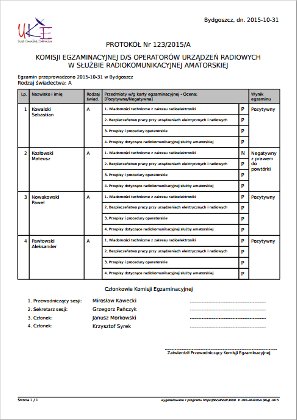 UKE
Bydgoszcz, dn. 2015-10-31
PROTOKÓŁ Nr 123/2015/A
KOMISJI EGZAMINACYJNEJ D/S OPERATORÓW URZĄDZEŃ RADIOWYCH
W SŁUŻBIE RADIOKOMUNIKACYJNEJ AMATORSKIEJ
Egzamin przeprowadzono 2015-10-31 w Bydgoszcz
Rodzaj świadectwa: A
Lp. Nazwisko i imię Rodzaj świad. Przedmioty w/g karty egzaminacyjnej - Ocena: [Pozytywna/Negatywna] Wynik egzaminu
1 Kowalski Sebastian A Pozytywny
1. Wiadomości techniczne z zakresu radioelektroniki P
2. Bezpieczeństwo pracy przy urządzeniach elektrycznych i radiowych P
3. Przepisy i procedury operatorskie P
4. Przepisy dotyczące radiokomunikacyjnej służby amatorskiej P
2 Kozłowski Mateusz A Negatywny z prawem do powtórki
1. Wiadomości techniczne z zakresu radioelektroniki N
2. Bezpieczeństwo pracy przy urządzeniach elektrycznych i radiowych P
3. Przepisy i procedury operatorskie P
4. Przepisy dotyczące radiokomunikacyjnej służby amatorskiej P
3 Nowakowski Paweł A Pozytywny
1. Wiadomości techniczne z zakresu radioelektroniki P
2. Bezpieczeństwo pracy przy urządzeniach elektrycznych i radiowych P
3. Przepisy i procedury operatorskie P
4. Przepisy dotyczące radiokomunikacyjnej służby amatorskiej P
4 Pawłowski Aleksander A Pozytywny
1. Wiadomości techniczne z zakresu radioelektroniki P
2. Bezpieczeństwo pracy przy urządzeniach elektrycznych i radiowych P
3. Przepisy i procedury operatorskie P
4. Przepisy dotyczące radiokomunikacyjnej służby amatorskiej P
Członkowie Komisji Egzaminacyjnej
1. Przewodniczący sesji: Mirosław Kawecki
2. Sekretarz sesji: Grzegorz Pańczyk
3. Członek: Janusz Morkowski
4. Członek: Krzysztof Syrek
Zatwierdził Przewodniczący Komisji Egzaminacyjnej
Strona 1 / 1